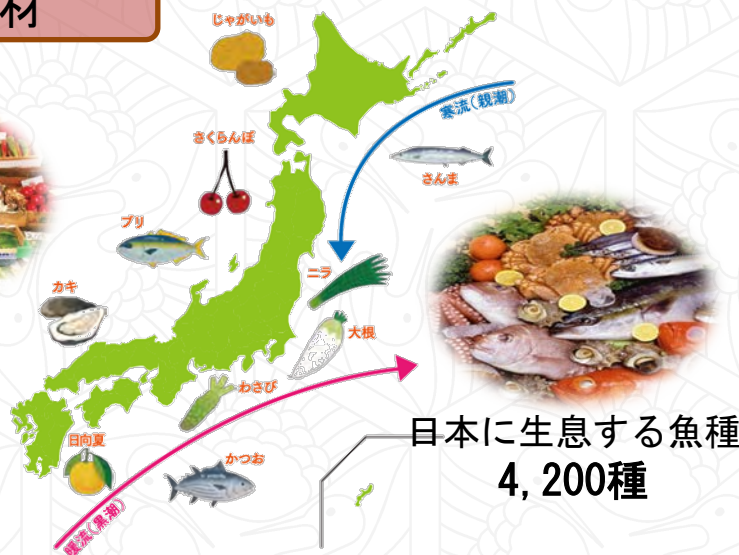 材
じゃがいも
寒流(親潮)
さくらんぼ
さんま
ブリ
ニラ
カキ
大根
わさび
日向夏
かつお
暖流(黒潮)
日本に生息する魚種
4,200種